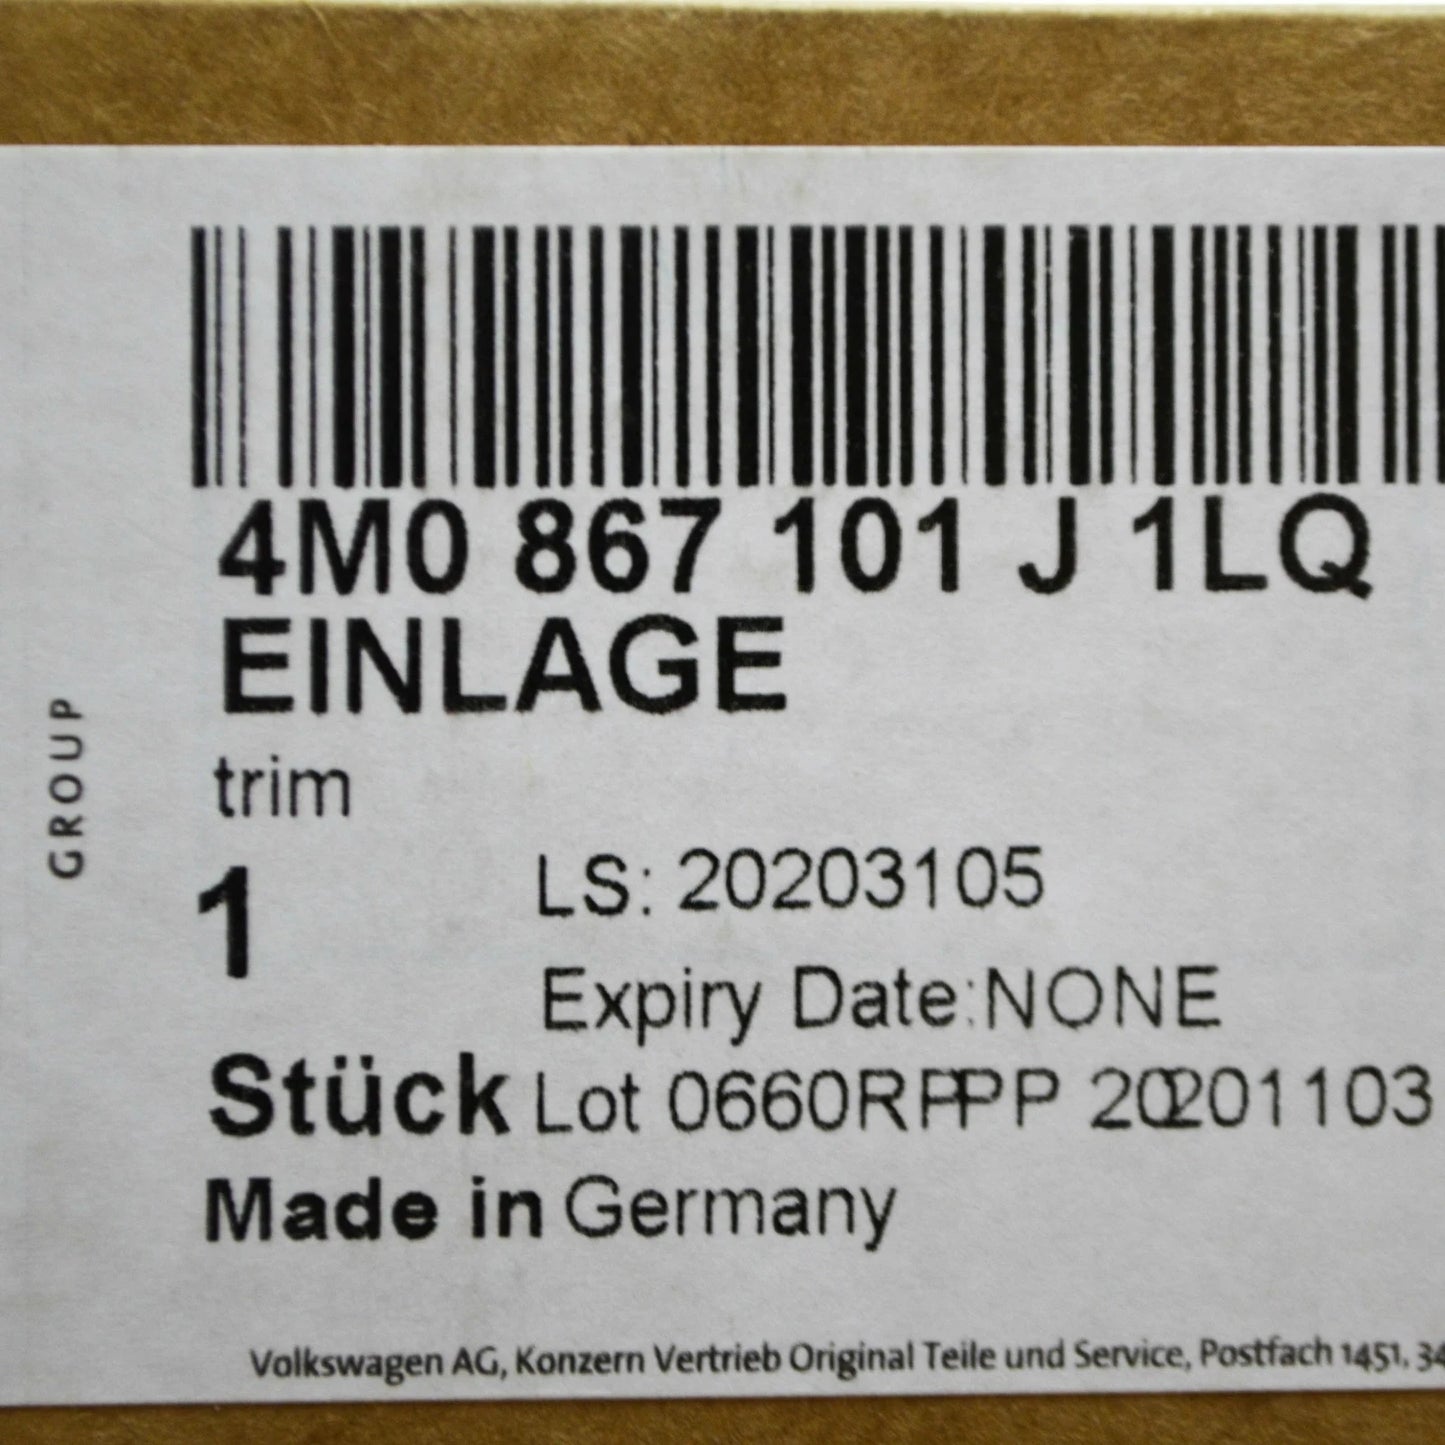 4M0 867 101 J 1LQ
EINLAGE
trim
GROUP
1
LS: 20203105
Expiry Date:NONE
Stück Lot 0660RPPP 20201103
Made in Germany
Volkswagen AG, Konzern Vertrieb Original Teile und Service, Postfach 1451, 34